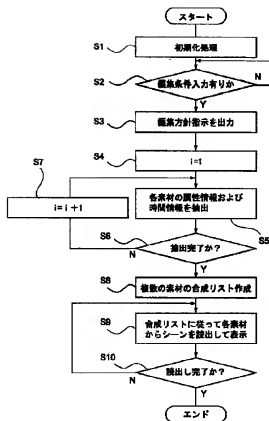 スタート
S1
初期化処理
S2
編集条件入力有りか
N
Y
S3
編集方針指示を出力
S4
i=t
S7
i=i+1
各素材の属性情報および
時間情報を抽出
S5
S6
抽出完了か?
N
Y
S8
複数の素材の合成リスト作成
S9
合成リストに従って各素材
からシーンを読出して表示
S10
読出し完了か?
N
Y
エンド